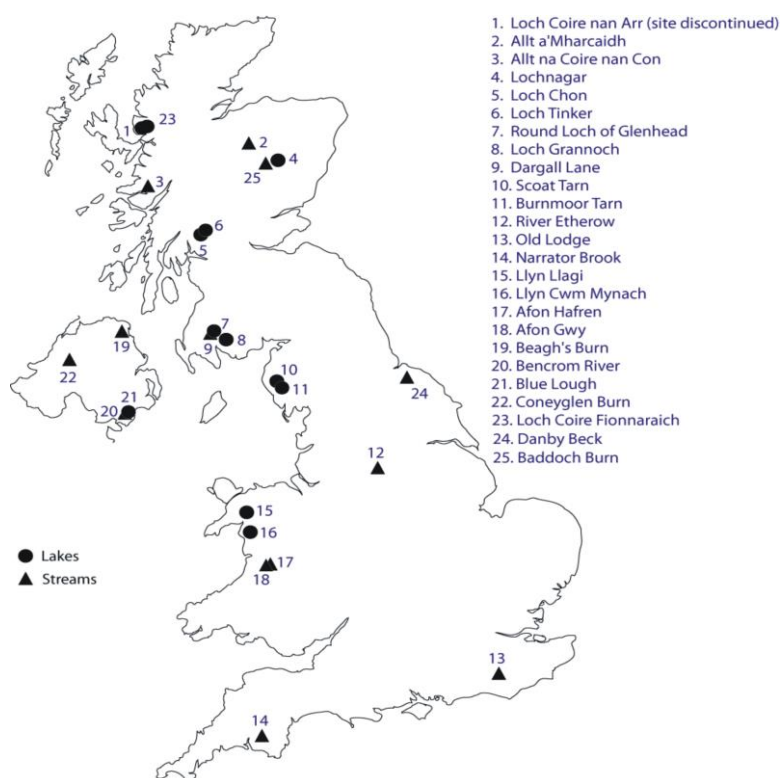 1. Loch Coire nan Arr (site discontinued)
2. Allt a'Mharcaidh
3. Allt na Coire nan Con
4. Lochnagar
5. Loch Chon
6. Loch Tinker
7. Round Loch of Glenhead
8. Loch Grannoch
9. Dargall Lane
10. Scoat Tarn
11. Burnmoor Tarn
12. River Etherow
13. Old Lodge
14. Narrator Brook
15. Llyn Llagi
16. Llyn Cwm Mynach
17. Afon Hafren
18. Afon Gwy
19. Beagh's Burn
20. Bencrom River
21. Blue Lough
22. Coneyglen Burn
23. Loch Coire Fionnaraich
24. Danby Beck
25. Baddoch Burn
1
23
2
25
4
3
6
5
7
9
8
19
22
21
20
10
11
24
12
15
16
17
18
13
14
Lakes
Streams